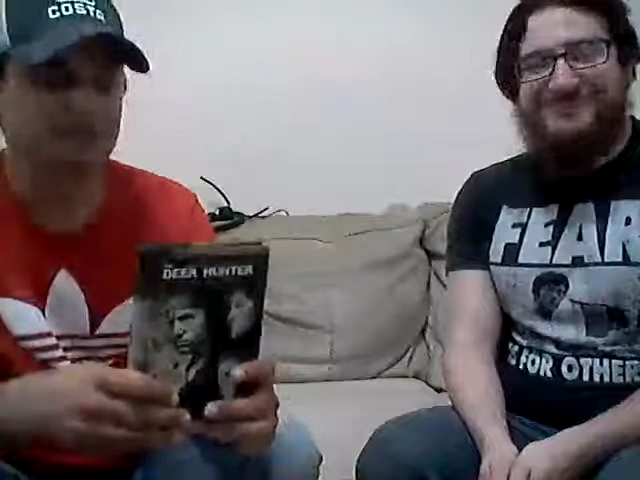 COSTA
THE
DEER HUNTER
FEAR
IS FOR OTHERS